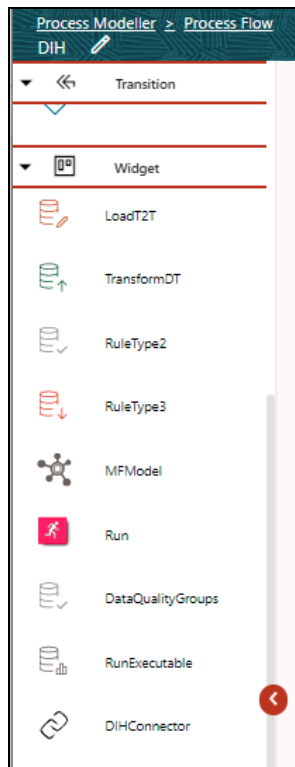 Process Modeller > Process Flow
DIH
Transition
Widget
LoadT2T
TransformDT
RuleType2
RuleType3
MFModel
Run
DataQualityGroups
RunExecutable
DIHConnector